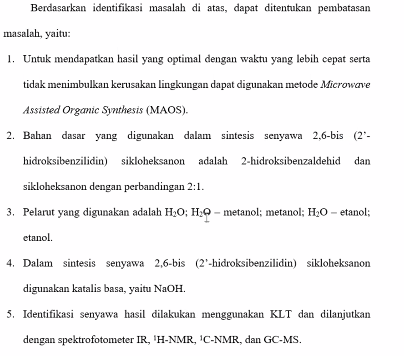 Berdasarkan identifikasi masalah di atas, dapat ditentukan pembatasan
masalah, yaitu:
1. Untuk mendapatkan hasil yang optimal dengan waktu yang lebih cepat serta
tidak menimbulkan kerusakan lingkungan dapat digunakan metode Microwave
Assisted Organic Synthesis (MAOS).
2. Bahan dasar yang digunakan dalam sintesis senyawa 2,6-bis (2’-
hidroksibenzilidin) sikloheksanon adalah 2-hidroksibenzaldehid dan
sikloheksanon dengan perbandingan 2:1.
3. Pelarut yang digunakan adalah H₂O; H₂O – metanol; metanol; H₂O – etanol;
etanol.
4. Dalam sintesis senyawa 2,6-bis (2’-hidroksibenzilidin) sikloheksanon
digunakan katalis basa, yaitu NaOH.
5. Identifikasi senyawa hasil dilakukan menggunakan KLT dan dilanjutkan
dengan spektrofotometer IR, ¹H-NMR, ¹C-NMR, dan GC-MS.